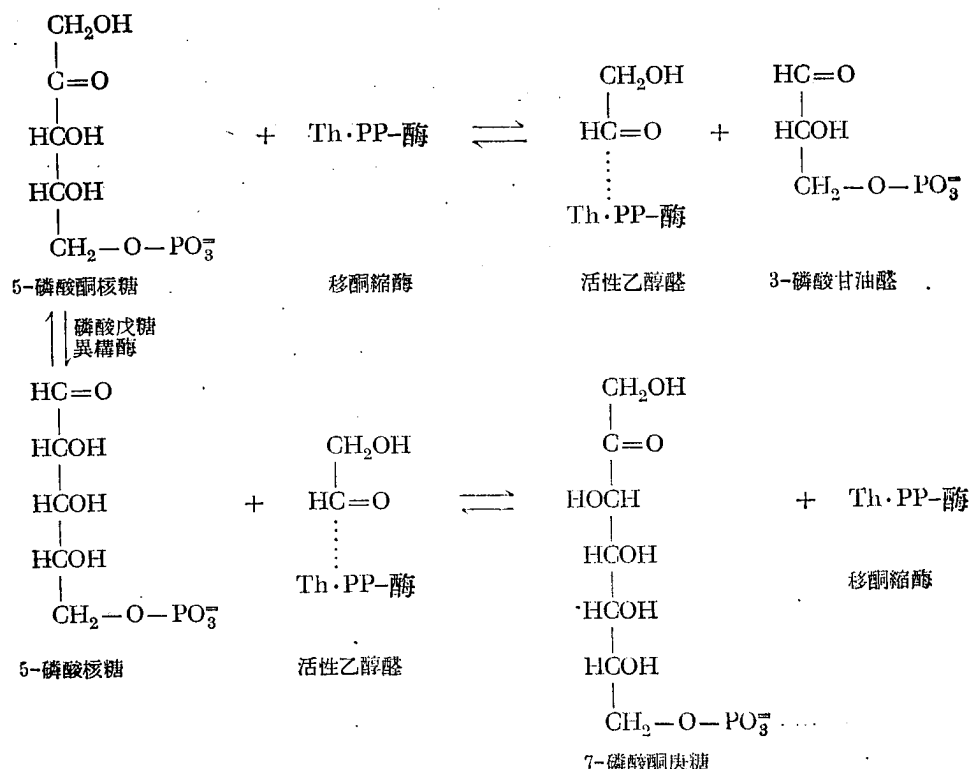 CH₂OH
C=O
HCOH
HCOH
CH₂—O—PO₃⁼
+ Th·PP-酶 ⇌
CH₂OH
HC=O
Th·PP-酶
+
HC=O
HCOH
CH₂—O—PO₃⁼
5-磷酸酮核糖 移酮縮酶 活性乙醇醛 3-磷酸甘油醛
磷酸戊糖
異構酶
HC=O
HCOH
HCOH
HCOH
CH₂—O—PO₃⁼
+
CH₂OH
HC=O
Th·PP-酶
⇌
CH₂OH
C=O
HOCH
HCOH
HCOH
HCOH
CH₂—O—PO₃⁼
+ Th·PP-酶
移酮縮酶
5-磷酸核糖 活性乙醇醛
7-磷酸酮庚糖